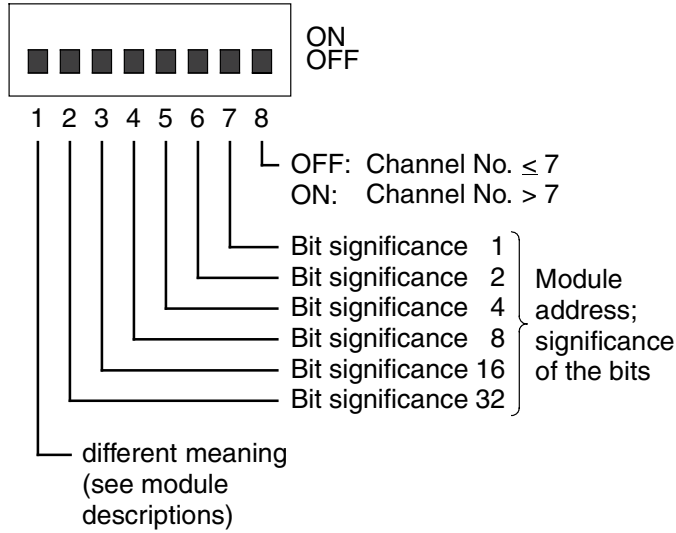 ON
OFF
1 2 3 4 5 6 7 8
OFF: Channel No. ≤ 7
ON: Channel No. > 7
Bit significance 1
Bit significance 2
Bit significance 4
Bit significance 8
Bit significance 16
Bit significance 32
Module
address;
significance
of the bits
different meaning
(see module
descriptions)